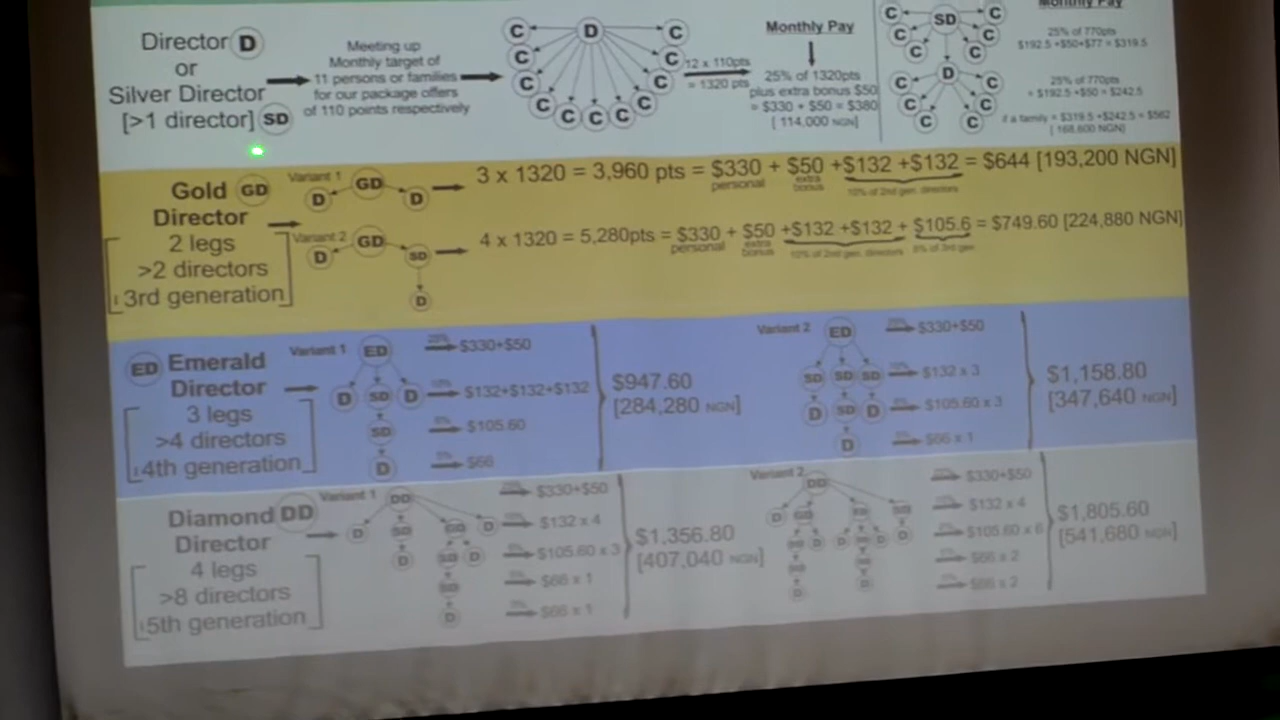 Director D
or
Silver Director
[>1 director] SD
Meeting up
Monthly target of
11 persons or families
for our package offers
of 110 points respectively
D
C C C C C C C C C C C
12 x 110pts
= 1320 pts
Monthly Pay
25% of 1320pts
plus extra bonus $50
= $330 + $50 = $380
[ 114,000 NGN]
SD
C C C C C C
D
C C C C C C
Monthly Pay
25% of 770pts
$192.5 +$50+$77 = $319.5
25% of 770pts
= $192.5 +$50 = $242.5
if a family = $319.5 +$242.5 = $562
[ 168,600 NGN]
Gold GD
Director
2 legs
>2 directors
3rd generation
Variant 1
GD
D D
3 x 1320 = 3,960 pts = $330 + $50 +$132 +$132 = $644 [193,200 NGN]
personal extra bonus 10% of 2nd gen. directors
Variant 2
GD
D SD
D
4 x 1320 = 5,280pts = $330 + $50 +$132 +$132 + $105.6 = $749.60 [224,880 NGN]
personal extra bonus 10% of 2nd gen. directors 8% of 3rd gen
ED Emerald
Director
3 legs
>4 directors
4th generation
Variant 1
ED
D SD D
SD
D
$330+$50
$132+$132+$132
$105.60
$66
$947.60
[284,280 NGN]
Variant 2
ED
SD SD SD
D SD D
D
$330+$50
$132 x 3
$105.60 x 3
$66 x 1
$1,158.80
[347,640 NGN]
Diamond DD
Director
4 legs
>8 directors
5th generation
Variant 1
DD
D SD GD D
D SD D
SD
D
$330+$50
$132 x 4
$105.60 x 3
$66 x 1
$66 x 1
$1,356.80
[407,040 NGN]
Variant 2
DD
D GD ED SD
$330+$50
$132 x 4
$105.60 x 6
$66 x 2
$66 x 2
$1,805.60
[541,680 NGN]